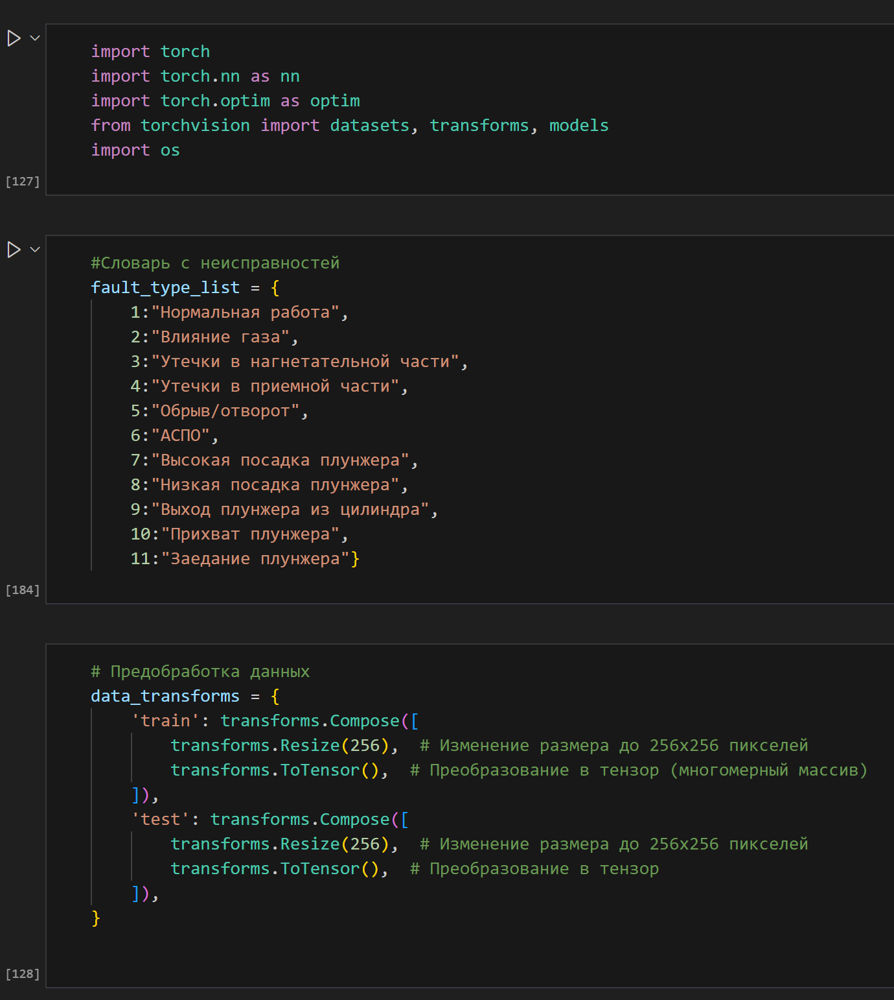 import torch
import torch.nn as nn
import torch.optim as optim
from torchvision import datasets, transforms, models
import os
[127]
#Словарь с неисправностей
fault_type_list = {
    1:"Нормальная работа",
    2:"Влияние газа",
    3:"Утечки в нагнетательной части",
    4:"Утечки в приемной части",
    5:"Обрыв/отворот",
    6:"АСПО",
    7:"Высокая посадка плунжера",
    8:"Низкая посадка плунжера",
    9:"Выход плунжера из цилиндра",
    10:"Прихват плунжера",
    11:"Заедание плунжера"}
[184]
# Предобработка данных
data_transforms = {
    'train': transforms.Compose([
        transforms.Resize(256),  # Изменение размера до 256x256 пикселей
        transforms.ToTensor(),  # Преобразование в тензор (многомерный массив)
    ]),
    'test': transforms.Compose([
        transforms.Resize(256),  # Изменение размера до 256x256 пикселей
        transforms.ToTensor(),  # Преобразование в тензор
    ]),
}
[128]